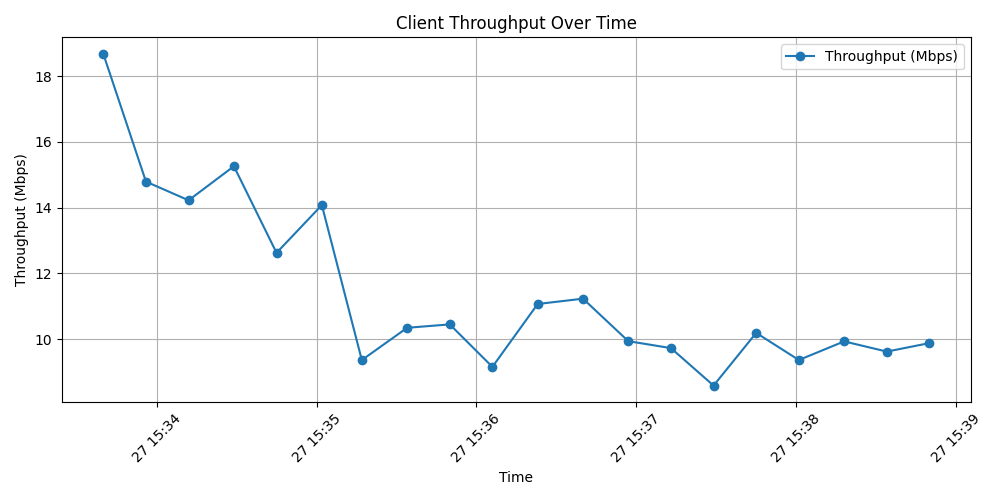 Client Throughput Over Time
Throughput (Mbps)
Throughput (Mbps)
18
16
14
12
10
27 15:34
27 15:35
27 15:36
27 15:37
27 15:38
27 15:39
Time